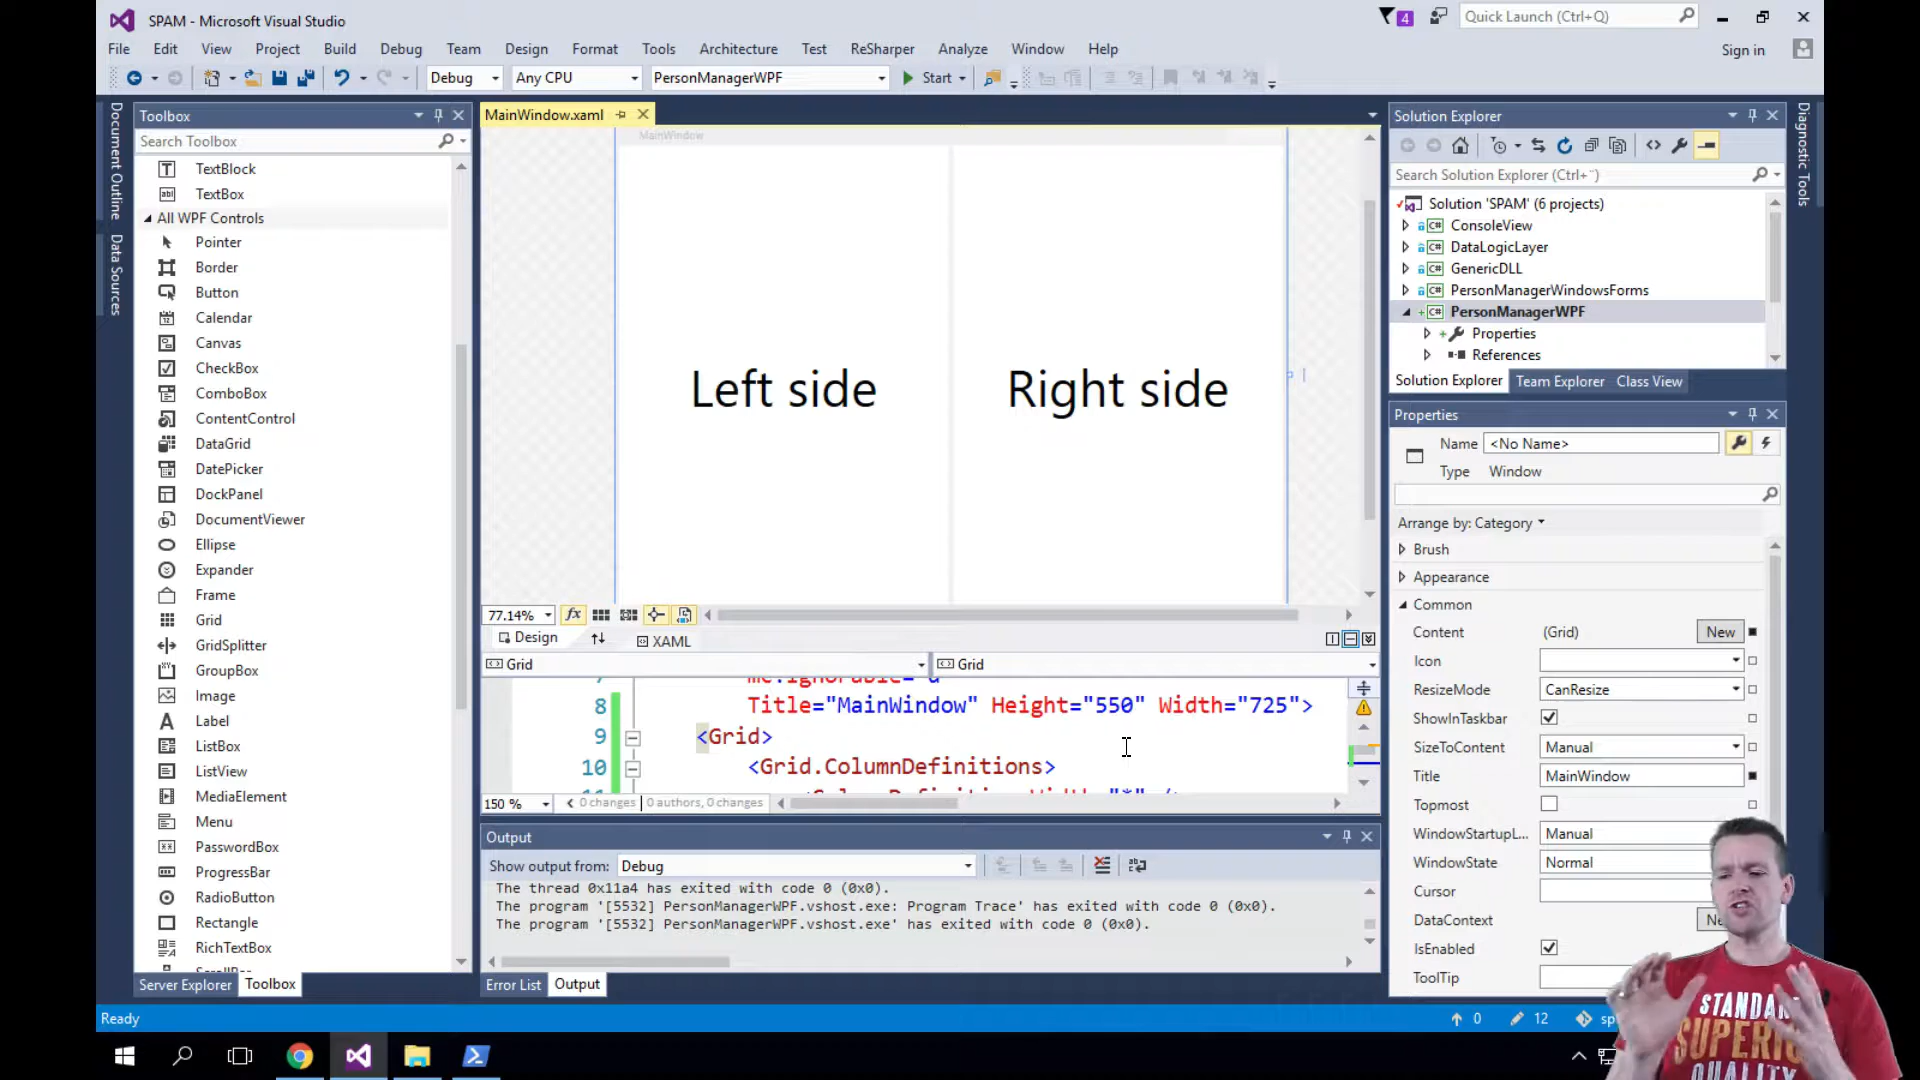 SPAM - Microsoft Visual Studio
4
Quick Launch (Ctrl+Q)
File Edit View Project Build Debug Team Design Format Tools Architecture Test ReSharper Analyze Window Help
Sign in
Debug Any CPU PersonManagerWPF Start
Document Outline
Data Sources
Toolbox
Search Toolbox
TextBlock
TextBox
All WPF Controls
Pointer
Border
Button
Calendar
Canvas
CheckBox
ComboBox
ContentControl
DataGrid
DatePicker
DockPanel
DocumentViewer
Ellipse
Expander
Frame
Grid
GridSplitter
GroupBox
Image
Label
ListBox
ListView
MediaElement
Menu
PasswordBox
ProgressBar
RadioButton
Rectangle
RichTextBox
Server Explorer Toolbox
MainWindow.xaml
MainWindow
Left side Right side
77.14%
Design XAML
Grid Grid
8 Title="MainWindow" Height="550" Width="725">
9 <Grid>
10 <Grid.ColumnDefinitions>
150 % 0 changes 0 authors, 0 changes
Output
Show output from: Debug
The thread 0x11a4 has exited with code 0 (0x0).
The program '[5532] PersonManagerWPF.vshost.exe: Program Trace' has exited with code 0 (0x0).
The program '[5532] PersonManagerWPF.vshost.exe' has exited with code 0 (0x0).
Error List Output
Solution Explorer
Search Solution Explorer (Ctrl+¨)
Solution 'SPAM' (6 projects)
ConsoleView
DataLogicLayer
GenericDLL
PersonManagerWindowsForms
PersonManagerWPF
Properties
References
Solution Explorer Team Explorer Class View
Diagnostic Tools
Properties
Name <No Name>
Type Window
Arrange by: Category
Brush
Appearance
Common
Content (Grid) New
Icon
ResizeMode CanResize
ShowInTaskbar
SizeToContent Manual
Title MainWindow
Topmost
WindowStartupL... Manual
WindowState Normal
Cursor
DataContext
IsEnabled
ToolTip
Ready 0 12
STANDARD
SUPERIO
QUALITY